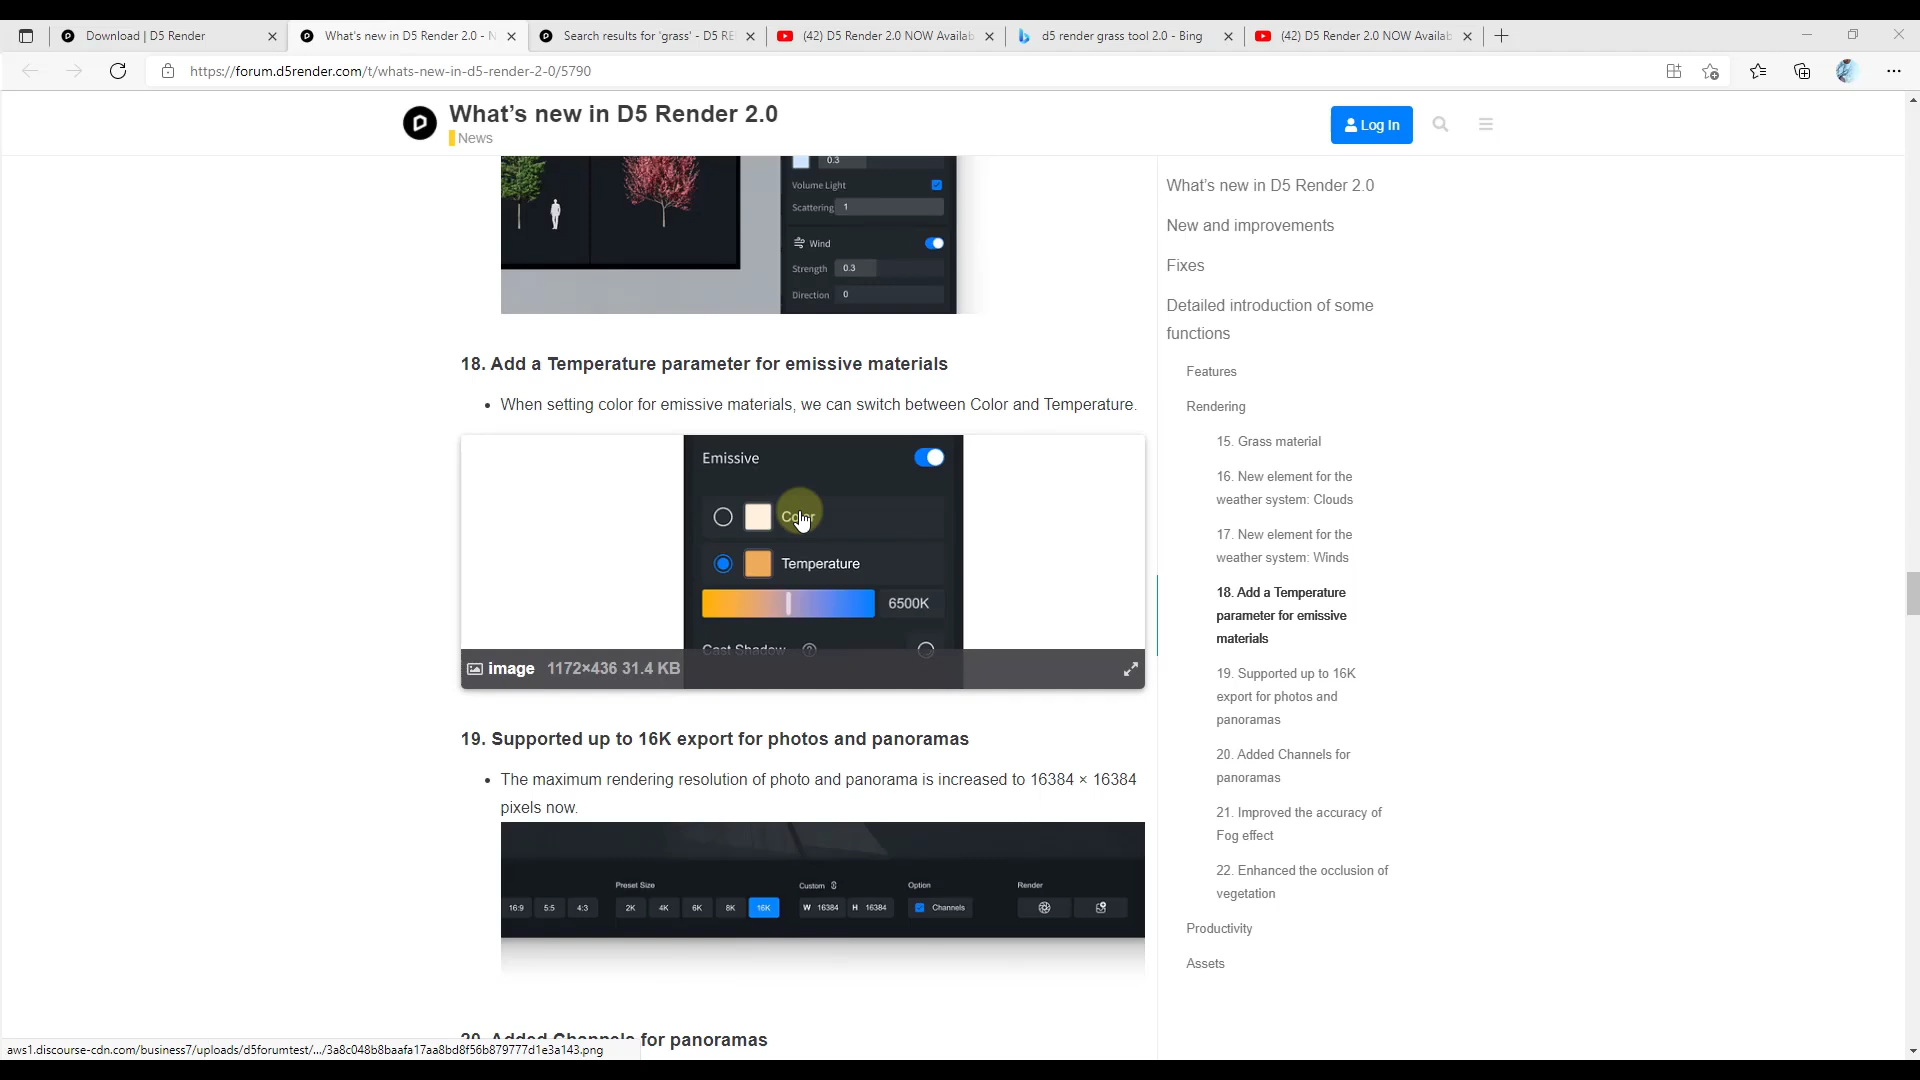 Download | D5 Render
What's new in D5 Render 2.0 - N
Search results for 'grass' - D5 RE
(42) D5 Render 2.0 NOW Availab
d5 render grass tool 2.0 - Bing
(42) D5 Render 2.0 NOW Availab
https://forum.d5render.com/t/whats-new-in-d5-render-2-0/5790
What's new in D5 Render 2.0
News
Log In
0.3
Volume Light
Scattering 1
Wind
Strength 0.3
Direction 0
18. Add a Temperature parameter for emissive materials
• When setting color for emissive materials, we can switch between Color and Temperature.
Emissive
Color
Temperature
6500K
Cast Shadow
image 1172×436 31.4 KB
19. Supported up to 16K export for photos and panoramas
• The maximum rendering resolution of photo and panorama is increased to 16384 × 16384
pixels now.
Preset Size Custom Option Render
16:9 5:5 4:3 2K 4K 6K 8K 16K W 16384 H 16384 Channels
20. Added Channels for panoramas
aws1.discourse-cdn.com/business7/uploads/d5forumtest/.../3a8c048b8baafa17aa8bd8f56b879777d1e3a143.png
What's new in D5 Render 2.0
New and improvements
Fixes
Detailed introduction of some
functions
Features
Rendering
15. Grass material
16. New element for the
weather system: Clouds
17. New element for the
weather system: Winds
18. Add a Temperature
parameter for emissive
materials
19. Supported up to 16K
export for photos and
panoramas
20. Added Channels for
panoramas
21. Improved the accuracy of
Fog effect
22. Enhanced the occlusion of
vegetation
Productivity
Assets